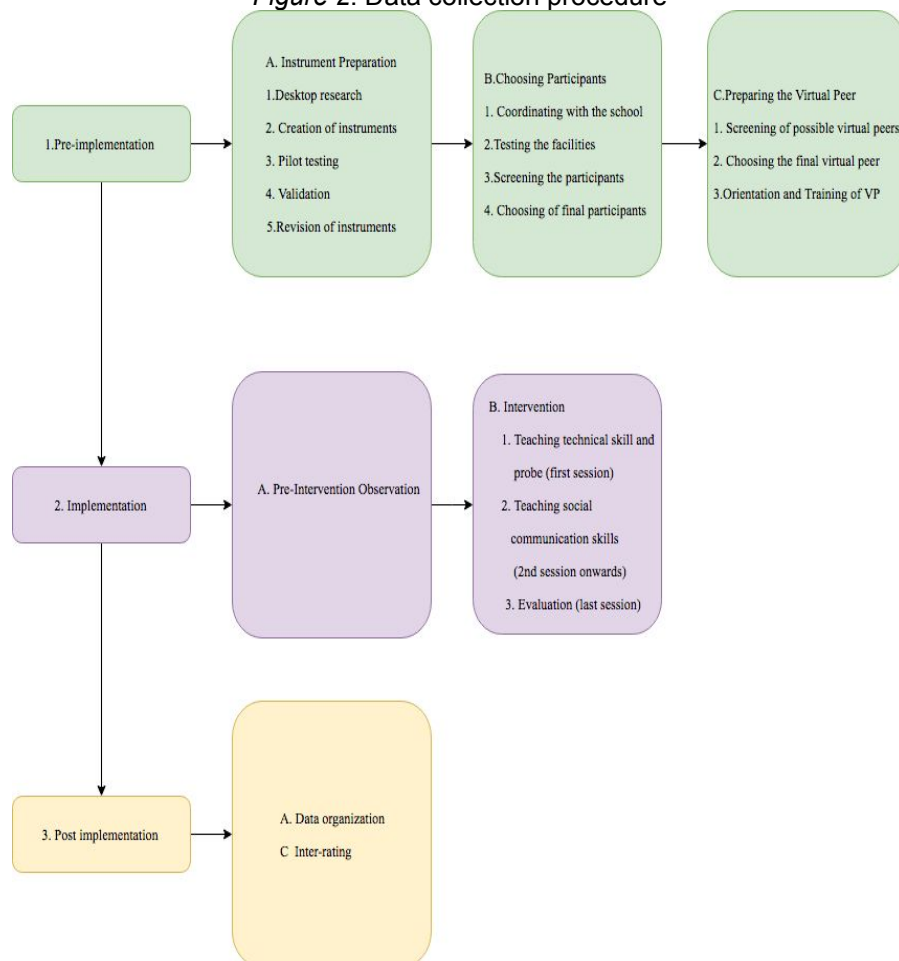 Figure 2. Data collection procedure
1.Pre-implementation
A. Instrument Preparation
1.Desktop research
2. Creation of instruments
3. Pilot testing
4. Validation
5.Revision of instruments
B.Choosing Participants
1. Coordinating with the school
2.Testing the facilities
3.Screening the participants
4. Choosing of final participants
C.Preparing the Virtual Peer
1. Screening of possible virtual peers
2. Choosing the final virtual peer
3.Orientation and Training of VP
2. Implementation
A. Pre-Intervention Observation
B. Intervention
1. Teaching technical skill and
probe (first session)
2. Teaching social
communication skills
(2nd session onwards)
3. Evaluation (last session)
3. Post implementation
A. Data organization
C Inter-rating